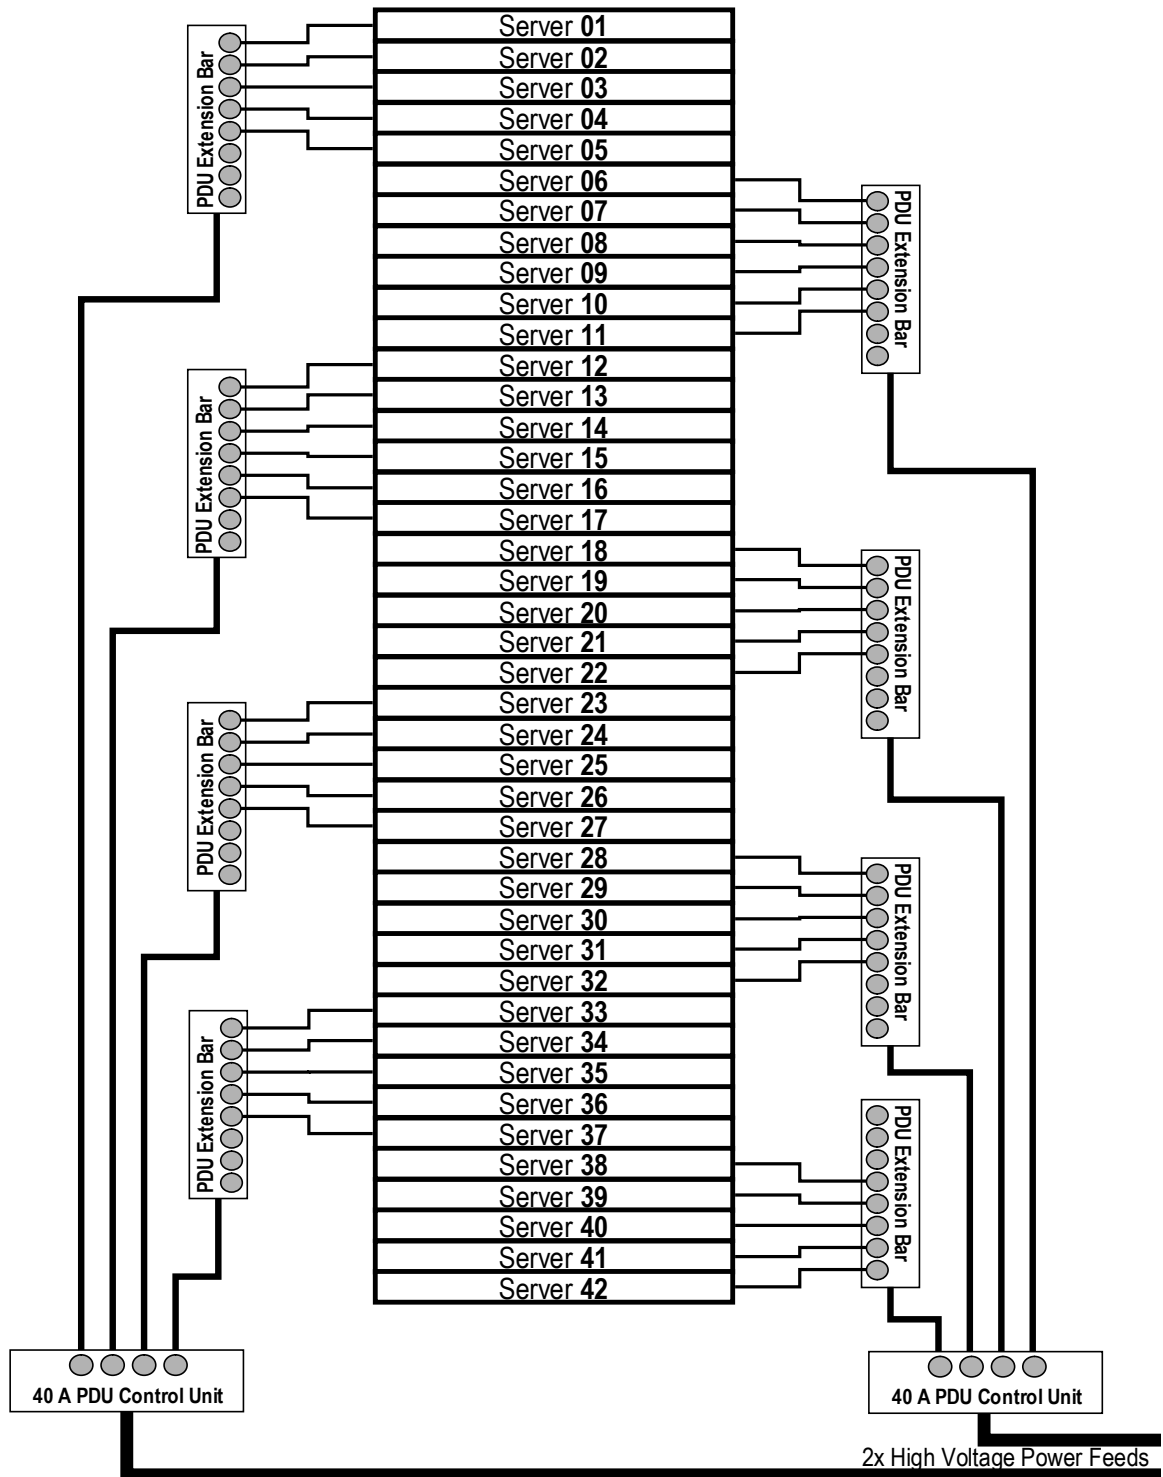 Server 01
Server 02
Server 03
Server 04
Server 05
Server 06
Server 07
Server 08
Server 09
Server 10
Server 11
Server 12
Server 13
Server 14
Server 15
Server 16
Server 17
Server 18
Server 19
Server 20
Server 21
Server 22
Server 23
Server 24
Server 25
Server 26
Server 27
Server 28
Server 29
Server 30
Server 31
Server 32
Server 33
Server 34
Server 35
Server 36
Server 37
Server 38
Server 39
Server 40
Server 41
Server 42
PDU Extension Bar
PDU Extension Bar
PDU Extension Bar
PDU Extension Bar
PDU Extension Bar
PDU Extension Bar
PDU Extension Bar
PDU Extension Bar
40 A PDU Control Unit
40 A PDU Control Unit
2x High Voltage Power Feeds